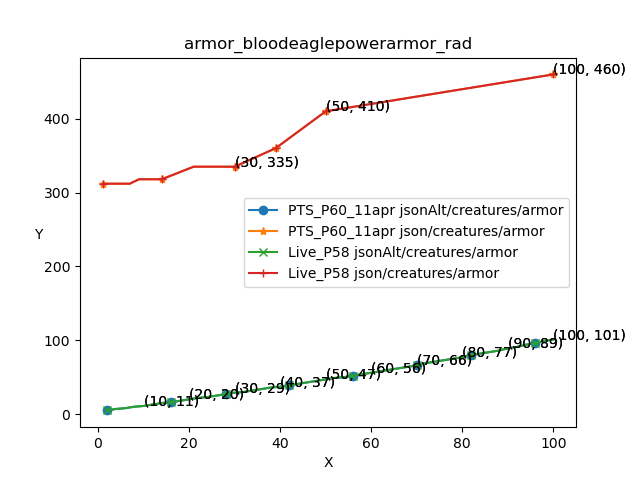 armor_bloodeaglepowerarmor_rad
(100, 460)
(50, 410)
400
(30, 335)
300
PTS_P60_11apr jsonAlt/creatures/armor
PTS_P60_11apr json/creatures/armor
Y
Live_P58 jsonAlt/creatures/armor
200
Live_P58 json/creatures/armor
(100, 101)
100
(90, 89)
(80, 77)
(70, 66)
(60, 56)
(50, 47)
(40, 37)
(30, 29)
(20, 20)
(10, 11)
0
0 20 40 60 80 100
X